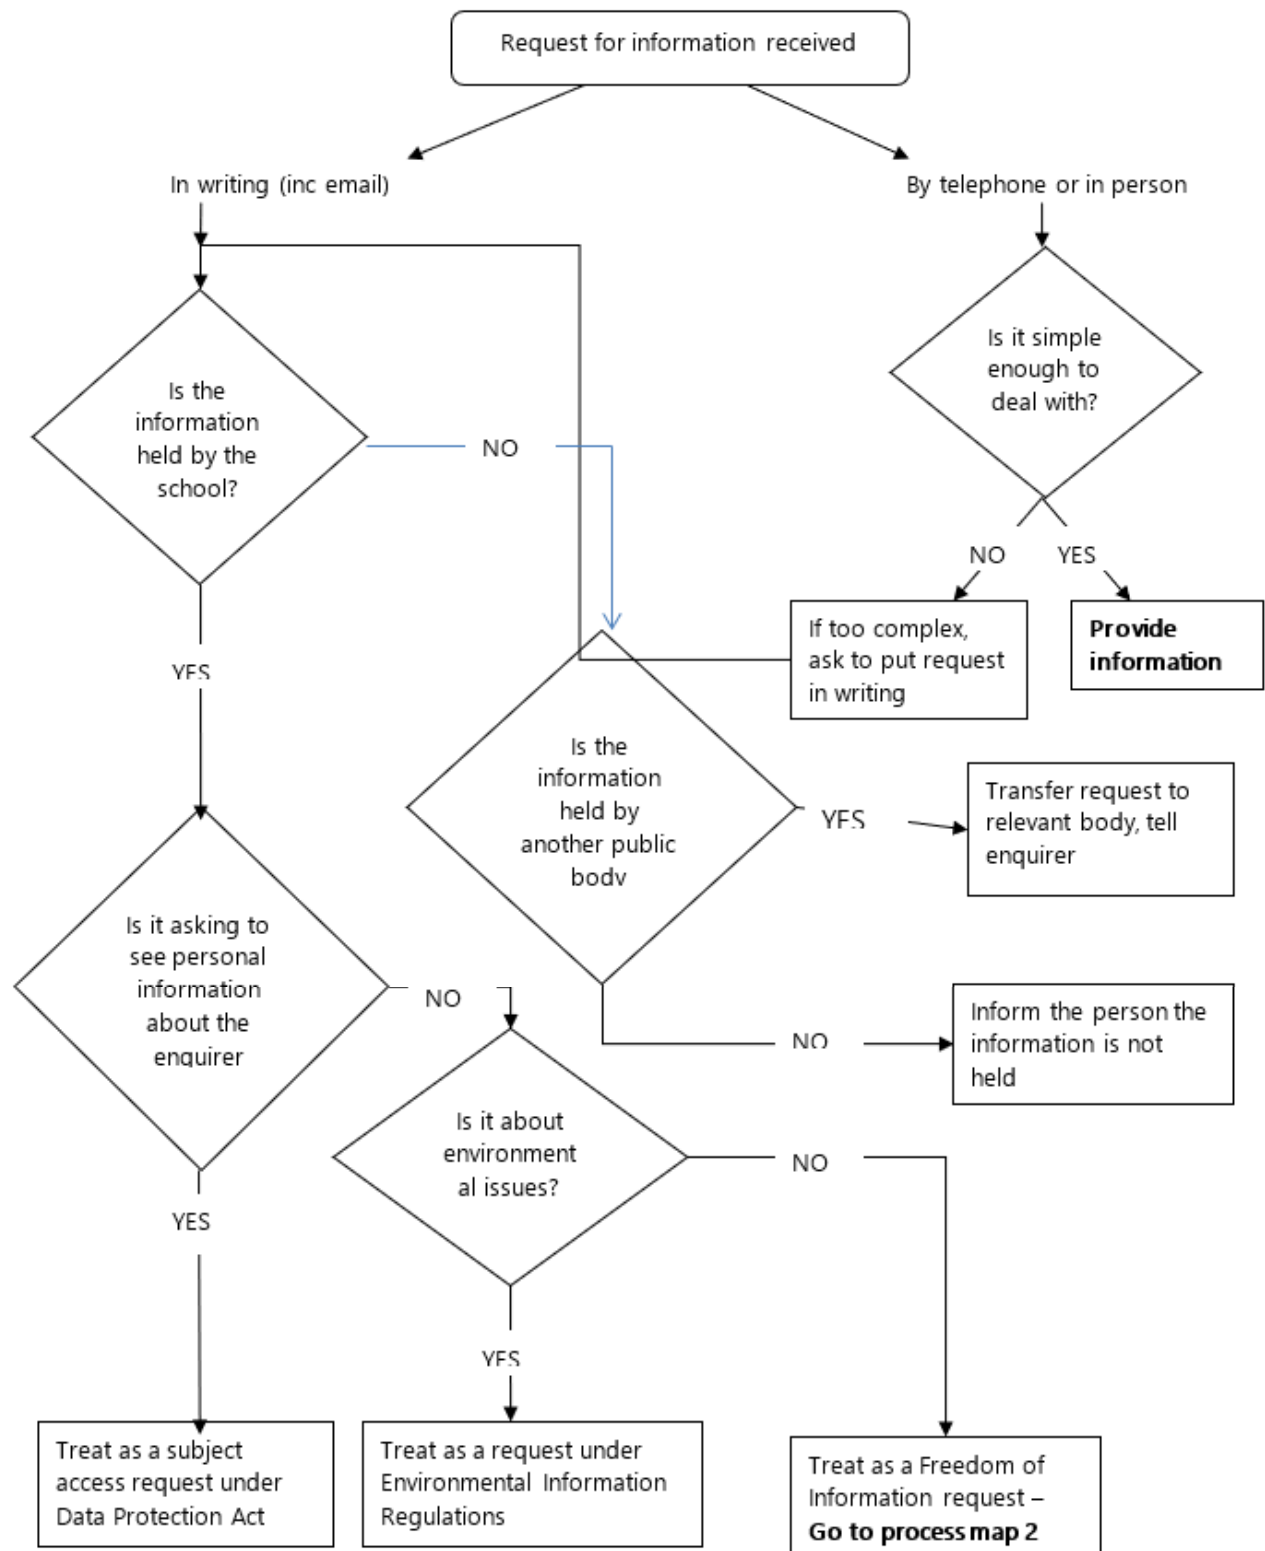 Request for information received
In writing (inc email)
By telephone or in person
Is it simple
enough to
deal with?
Is the
information
held by the
school?
NO
NO
YES
If too complex,
ask to put request
in writing
Provide
information
YES
Is the
information
held by
another public
body
YES
Transfer request to
relevant body, tell
enquirer
Is it asking to
see personal
information
about the
enquirer
NO
NO
Inform the person the
information is not
held
Is it about
environment
al issues?
NO
YES
YES
Treat as a subject
access request under
Data Protection Act
Treat as a request under
Environmental Information
Regulations
Treat as a Freedom of
Information request –
Go to process map 2